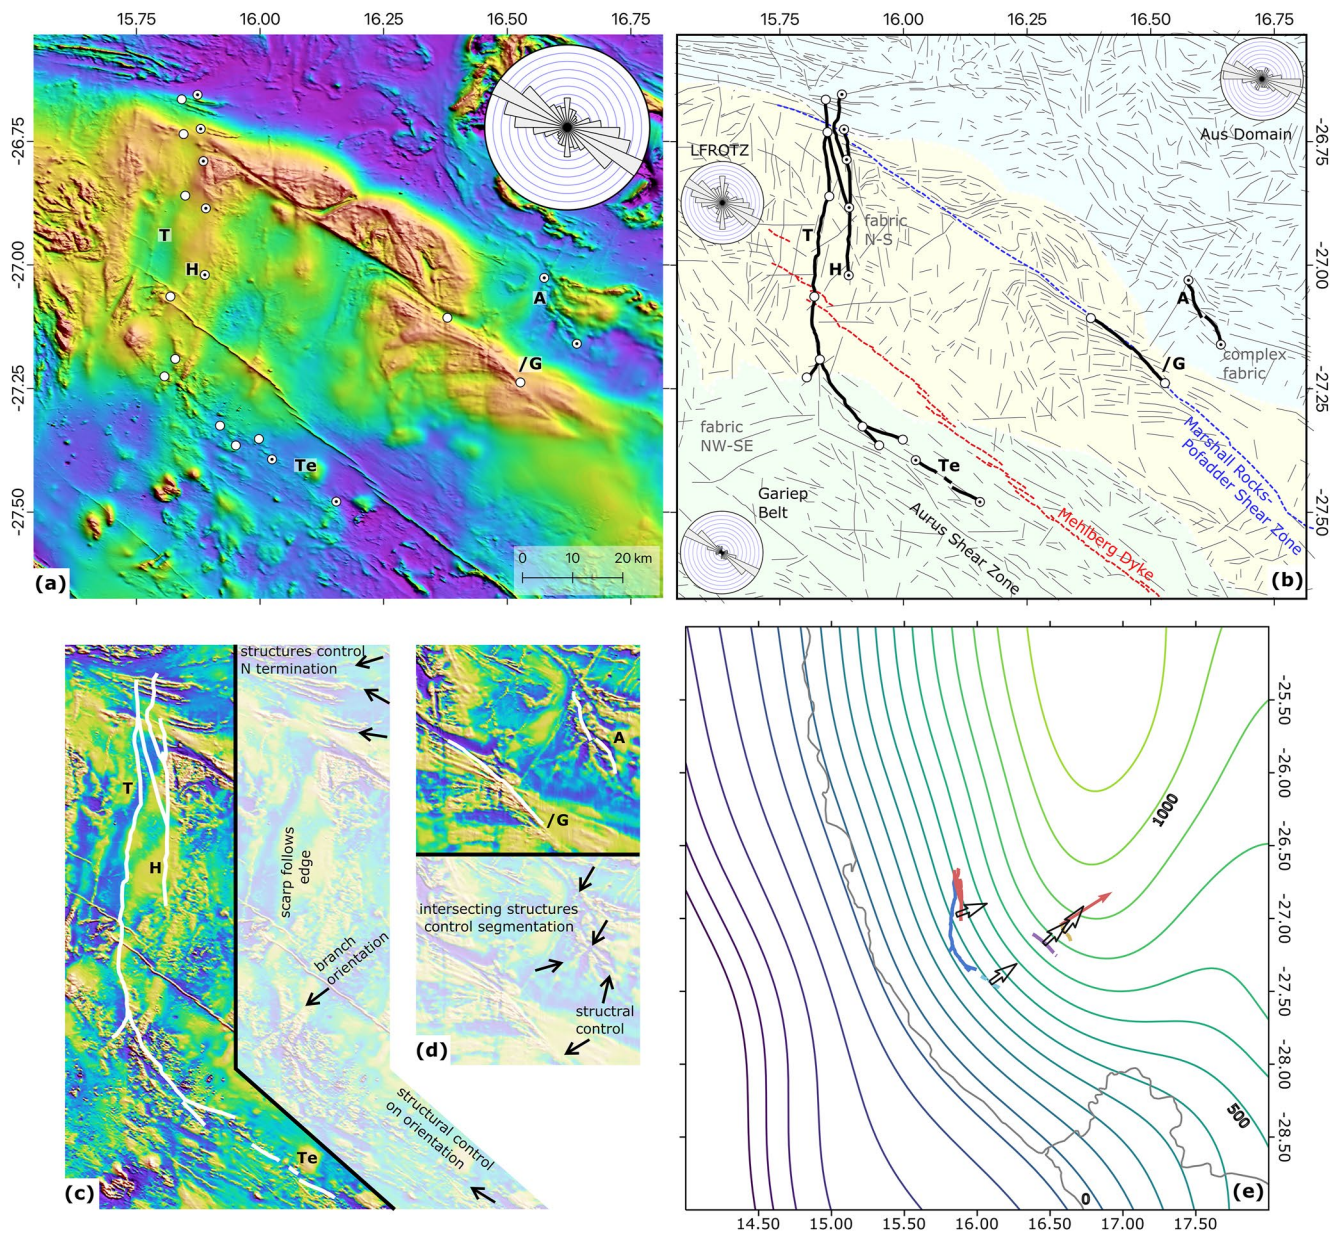 15.75 16.00 16.25 16.50 16.75
15.75 16.00 16.25 16.50 16.75
-26.75
-27.00
-27.25
-27.50
T
H
A
/G
Te
0 10 20 km
(a)
LFROTZ
Aus Domain
T
H
fabric
N-S
A
/G
complex
fabric
fabric
NW-SE
Te
Gariep
Belt
Aurus Shear Zone
Mehlberg Dyke
Marshall Rocks-
Pofadder Shear Zone
(b)
-26.75
-27.00
-27.25
-27.50
T
H
Te
(c)
structures control
N termination
scarp follows
edge
branch
orientation
structural control
on orientation
A
/G
intersecting structures
control segmentation
structral
control
(d)
1000
500
0
(e)
-25.50
-26.00
-26.50
-27.00
-27.50
-28.00
-28.50
14.50 15.00 15.50 16.00 16.50 17.00 17.50